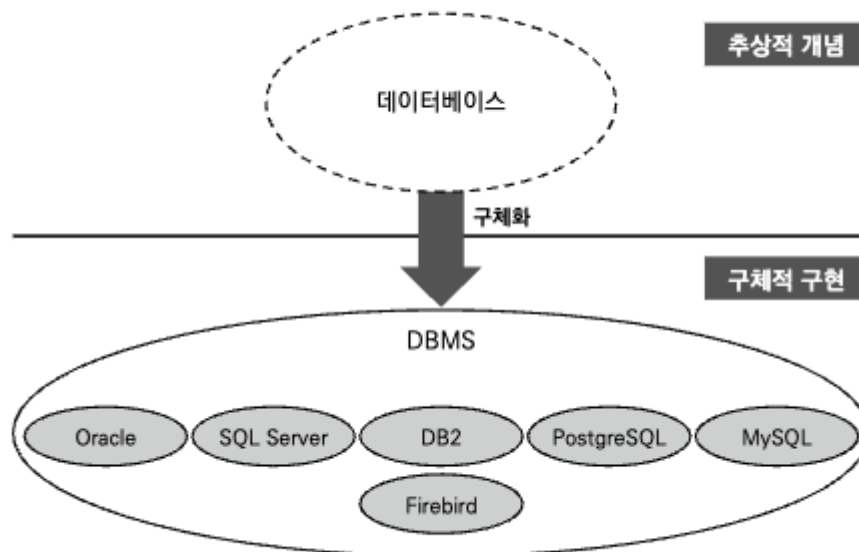 추상적 개념
데이터베이스
구체화
구체적 구현
DBMS
Oracle
SQL Server
DB2
PostgreSQL
MySQL
Firebird